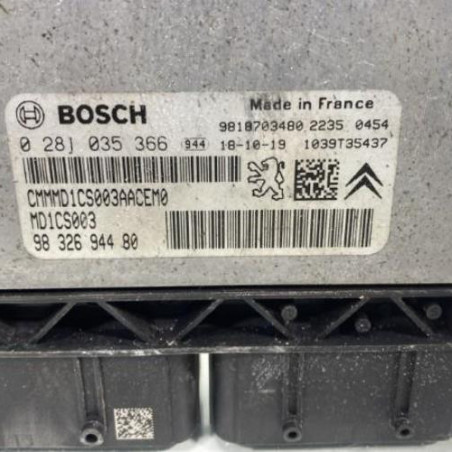 BOSCH
Made in France
9818703480 2235 0454
0 281 035 366 944 18-10-19 1039T35437
CMMMD1CS003AACEM0
MD1CS003
98 326 944 80